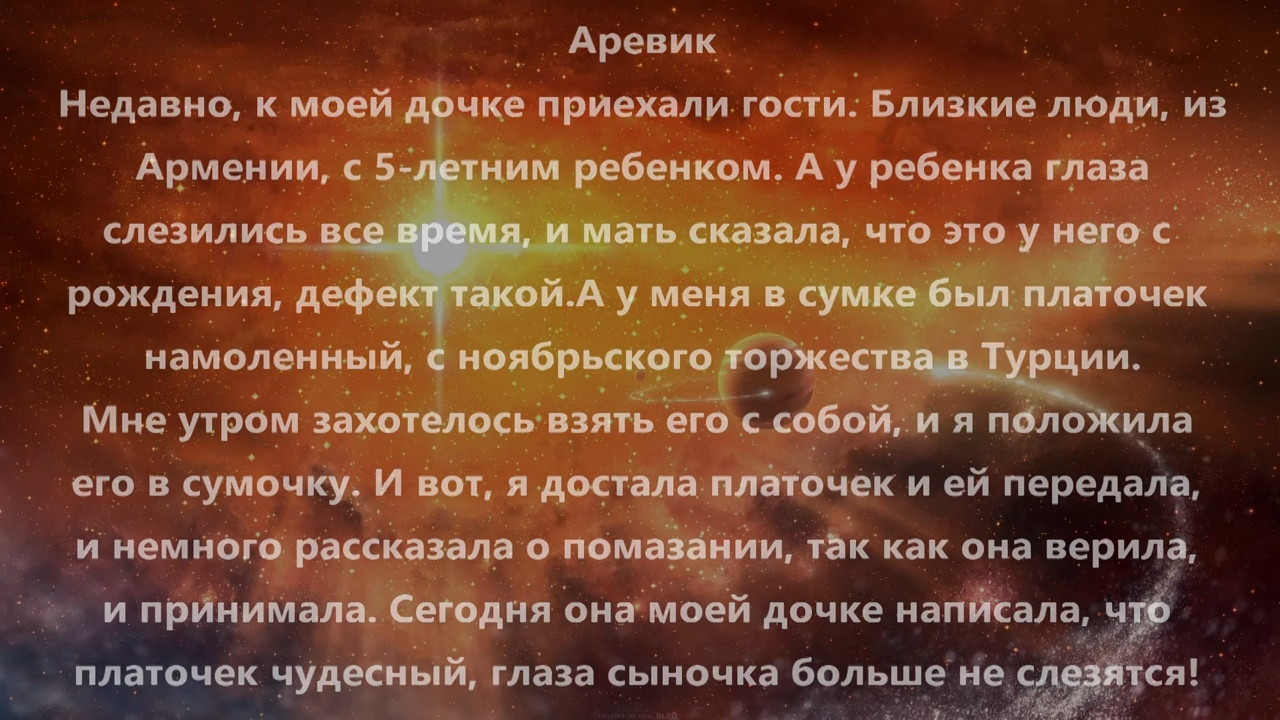 Аревик
Недавно, к моей дочке приехали гости. Близкие люди, из
Армении, с 5-летним ребенком. А у ребенка глаза
слезились все время, и мать сказала, что это у него с
рождения, дефект такой.А у меня в сумке был платочек
намоленный, с ноябрьского торжества в Турции.
Мне утром захотелось взять его с собой, и я положила
его в сумочку. И вот, я достала платочек и ей передала,
и немного рассказала о помазании, так как она верила,
и принимала. Сегодня она моей дочке написала, что
платочек чудесный, глаза сыночка больше не слезятся!